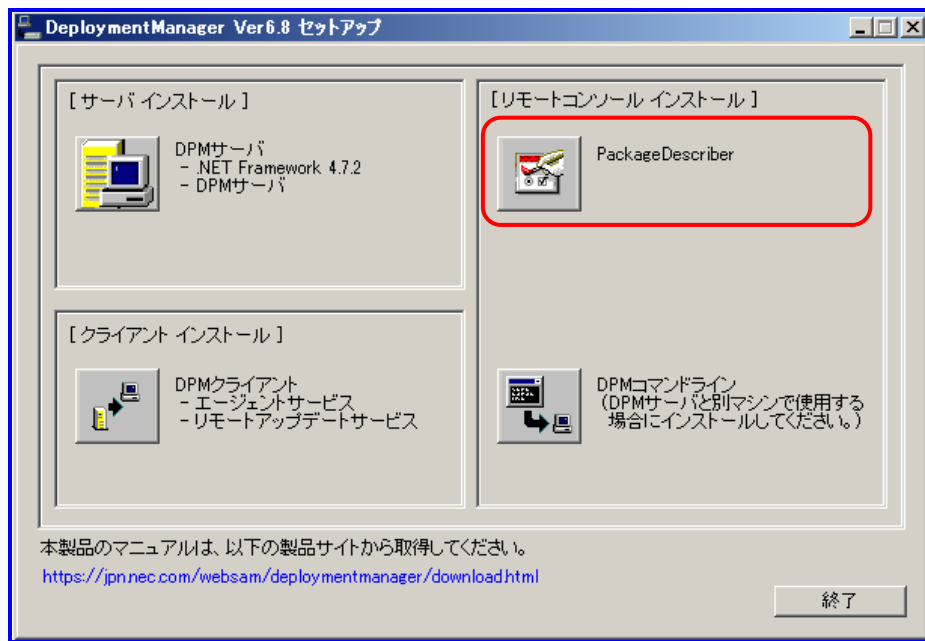 DeploymentManager Ver6.8 セットアップ
[サーバ インストール]
DPMサーバ
- .NET Framework 4.7.2
- DPMサーバ
[リモートコンソール インストール]
PackageDescriber
[クライアント インストール]
DPMクライアント
- エージェントサービス
- リモートアップデートサービス
DPMコマンドライン
(DPMサーバと別マシンで使用する
場合にインストールしてください。)
本製品のマニュアルは、以下の製品サイトから取得してください。
https://jpn.nec.com/websam/deploymentmanager/download.html
終了